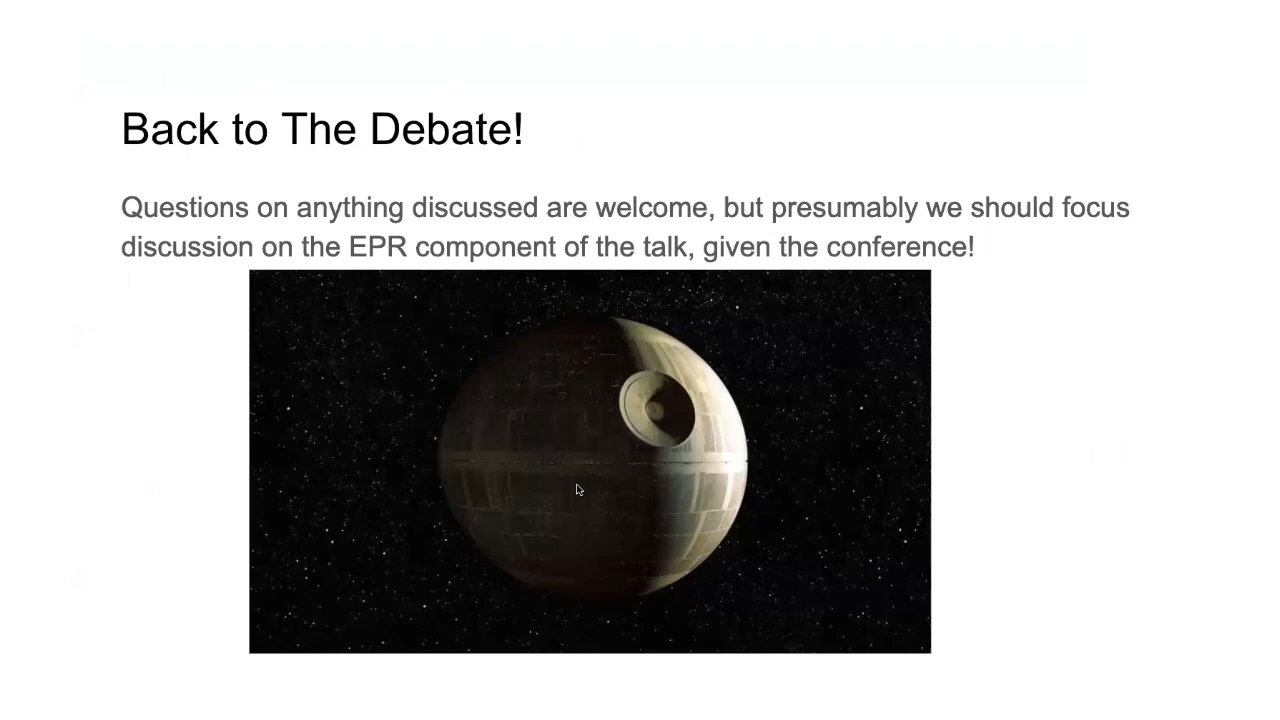 Back to The Debate!
Questions on anything discussed are welcome, but presumably we should focus
discussion on the EPR component of the talk, given the conference!